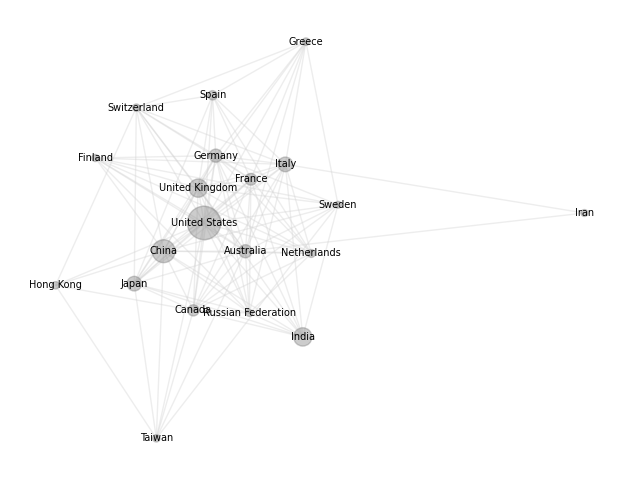 Greece
Spain
Switzerland
Germany
Finland
Italy
France
United Kingdom
Sweden
Iran
United States
China
Australia
Netherlands
Hong Kong
Japan
Canada
Russian Federation
India
Taiwan